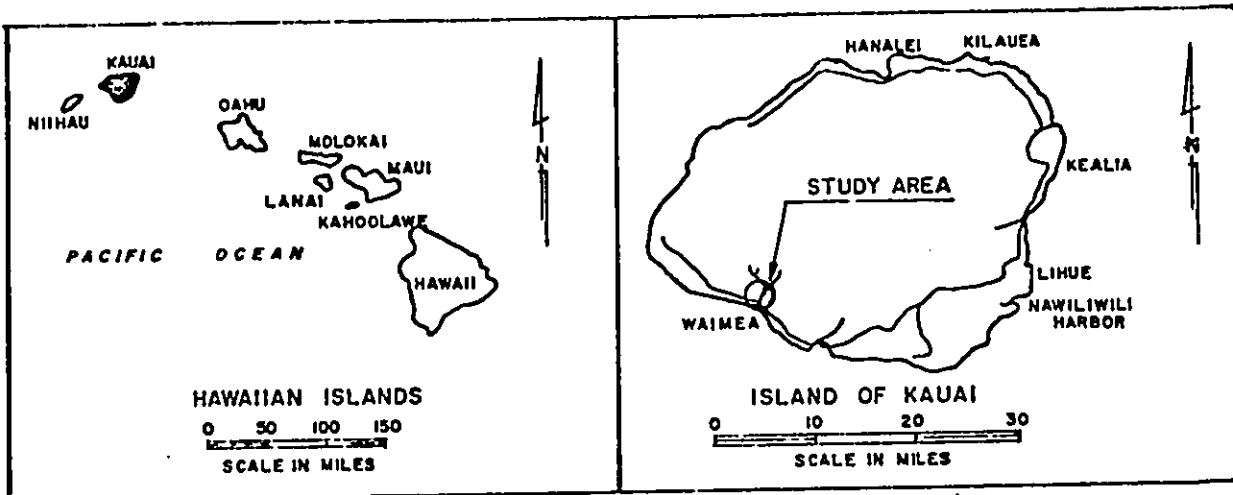 KAUAI
NIIHAU
OAHU
MOLOKAI
MAUI
LANAI
KAHOOLAWE
N
PACIFIC OCEAN
HAWAII
HAWAIIAN ISLANDS
0 50 100 150
SCALE IN MILES
HANALEI KILAUEA
N
KEALIA
STUDY AREA
LIHUE
WAIMEA
NAWILIWILI
HARBOR
ISLAND OF KAUAI
0 10 20 30
SCALE IN MILES